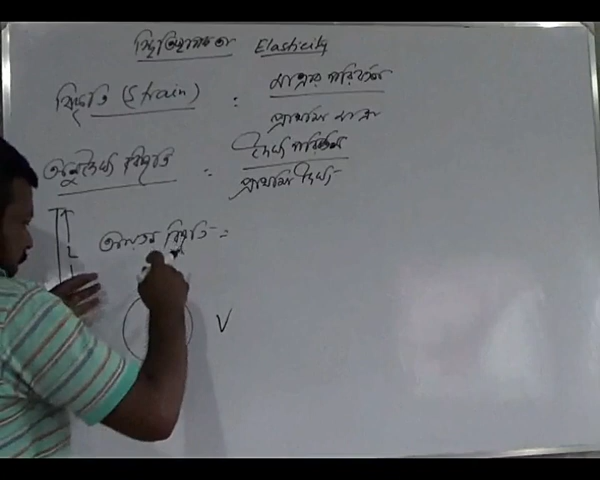 স্থিতিস্থাপকতা Elasticity
বিকৃতি (Strain) : মাত্রার পরিবর্তন
প্রাথমিক মাত্রা
অনুদৈর্ঘ্য বিকৃতি : দৈর্ঘ্য পরিবর্তন
প্রাথমিক দৈর্ঘ্য
L
আয়তন বিকৃতি =
V